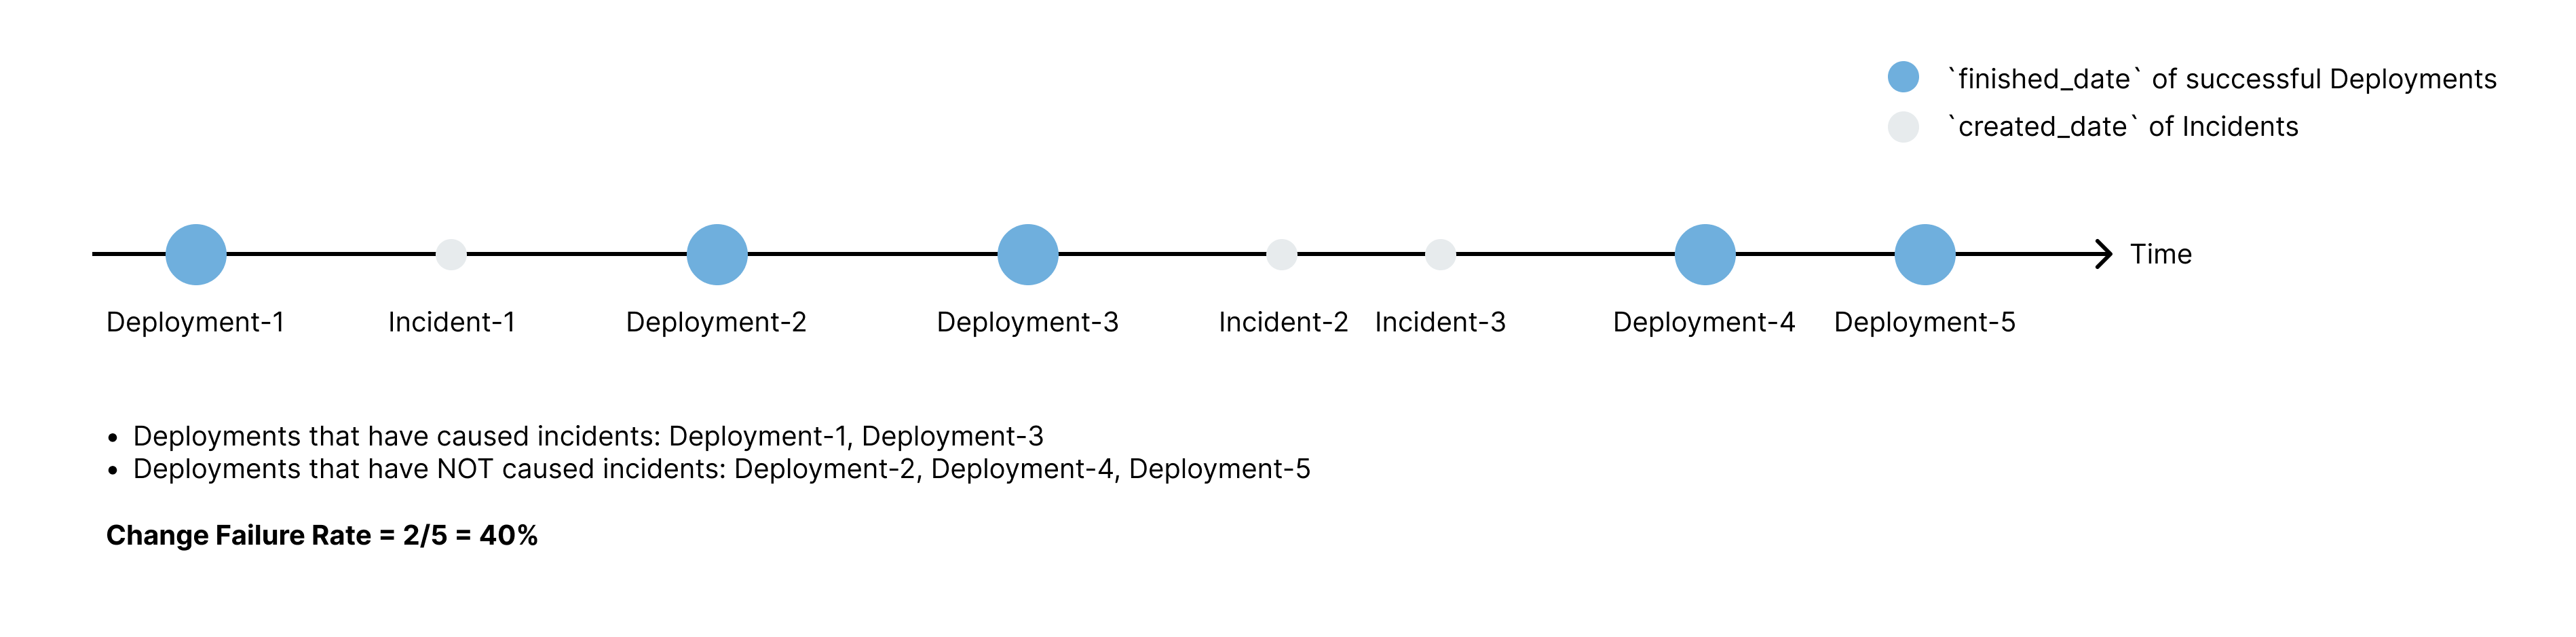 `finished_date` of successful Deployments
`created_date` of Incidents
Time
Deployment-1 Incident-1 Deployment-2 Deployment-3 Incident-2 Incident-3 Deployment-4 Deployment-5
• Deployments that have caused incidents: Deployment-1, Deployment-3
• Deployments that have NOT caused incidents: Deployment-2, Deployment-4, Deployment-5
Change Failure Rate = 2/5 = 40%